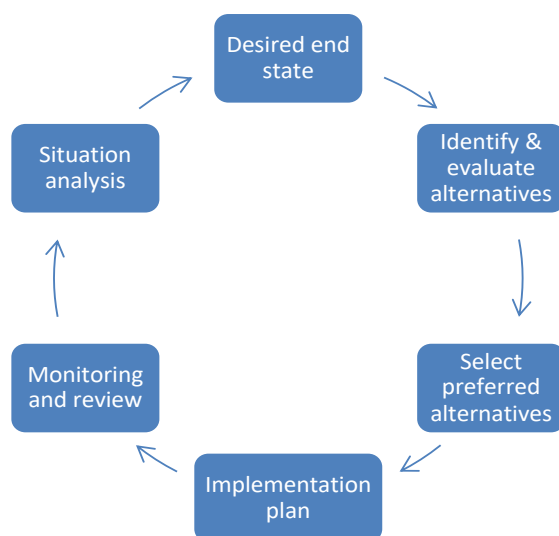 Desired end
state
Identify &
evaluate
alternatives
Select
preferred
alternatives
Implementation
plan
Monitoring
and review
Situation
analysis